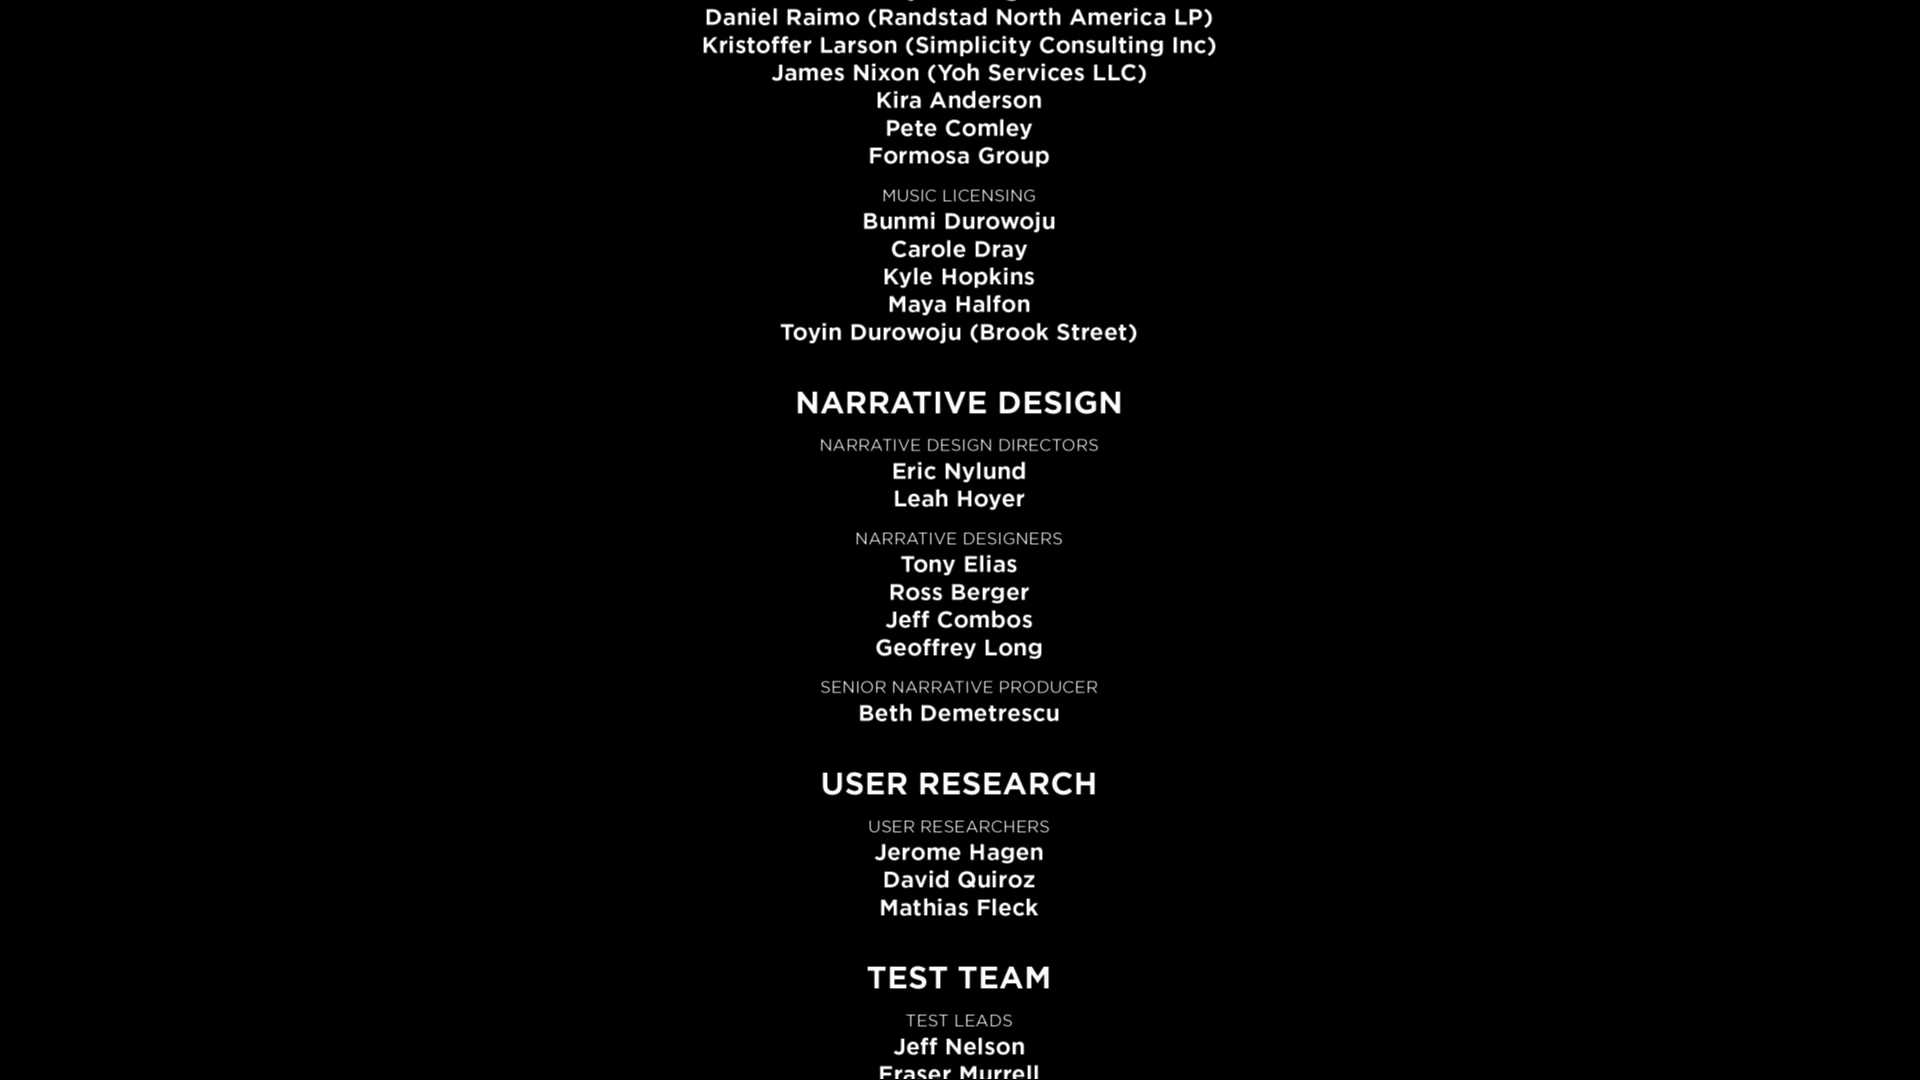 Daniel Raimo (Randstad North America LP)
Kristoffer Larson (Simplicity Consulting Inc)
James Nixon (Yoh Services LLC)
Kira Anderson
Pete Comley
Formosa Group
MUSIC LICENSING
Bunmi Durowoju
Carole Dray
Kyle Hopkins
Maya Halfon
Toyin Durowoju (Brook Street)
NARRATIVE DESIGN
NARRATIVE DESIGN DIRECTORS
Eric Nylund
Leah Hoyer
NARRATIVE DESIGNERS
Tony Elias
Ross Berger
Jeff Combos
Geoffrey Long
SENIOR NARRATIVE PRODUCER
Beth Demetrescu
USER RESEARCH
USER RESEARCHERS
Jerome Hagen
David Quiroz
Mathias Fleck
TEST TEAM
TEST LEADS
Jeff Nelson
Fraser Murrell